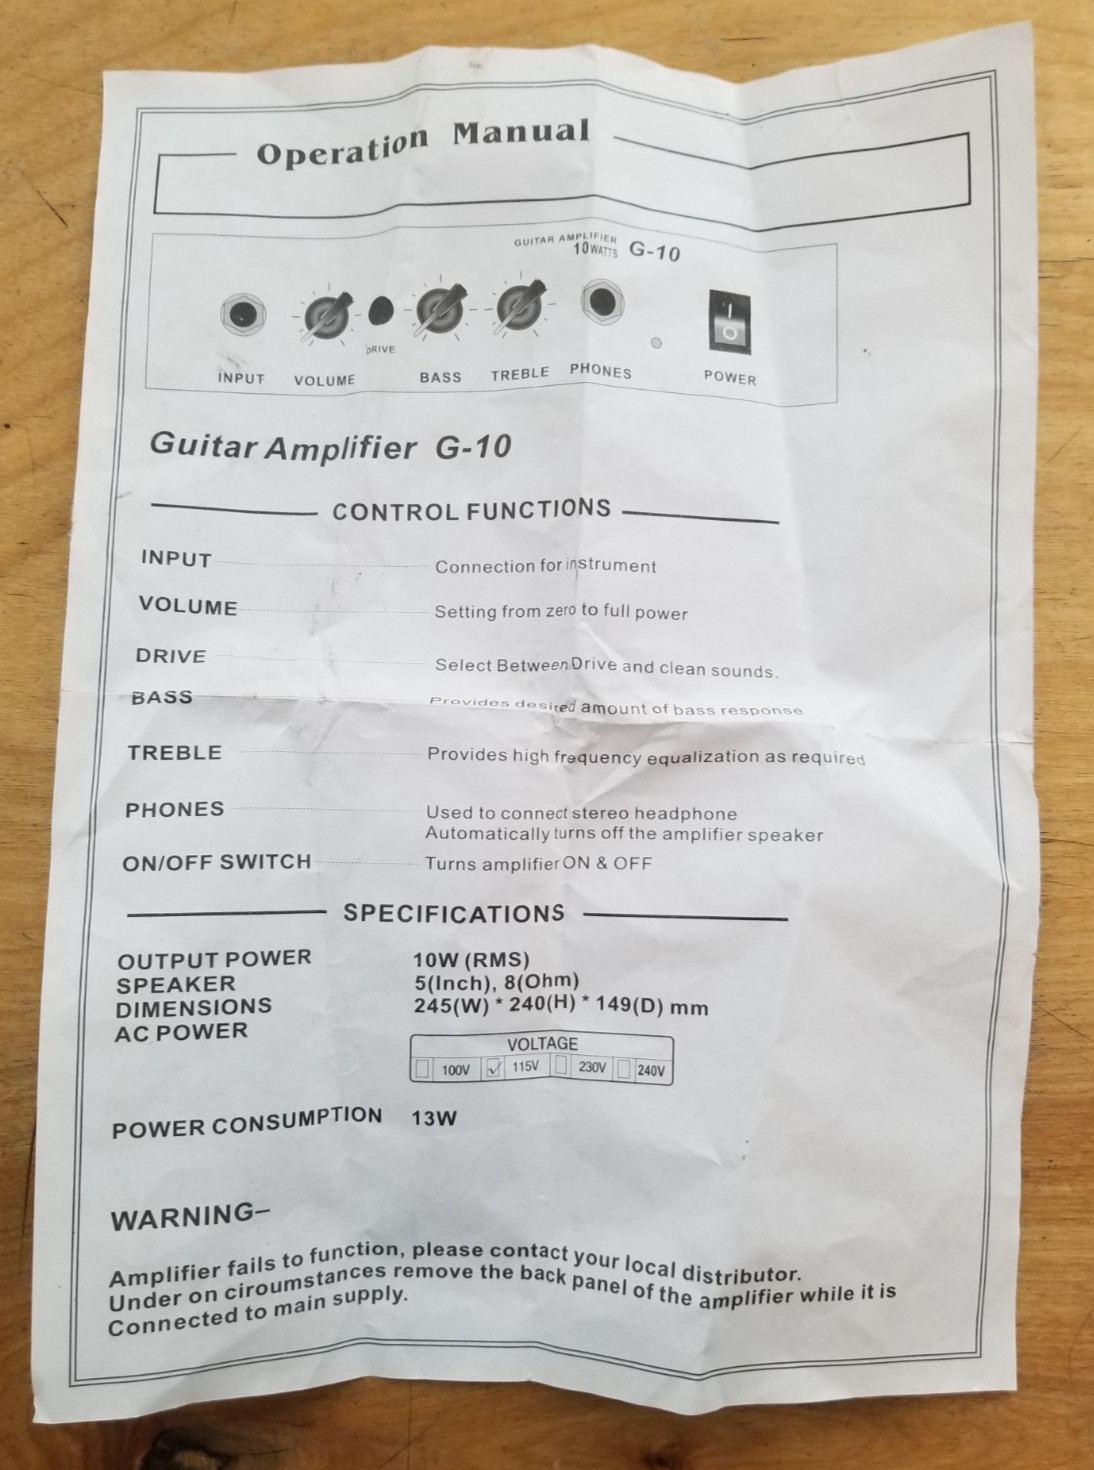 Operation Manual
GUITAR AMPLIFIER
10WATTS G-10
DRIVE
INPUT VOLUME BASS TREBLE PHONES POWER
Guitar Amplifier G-10
CONTROL FUNCTIONS
INPUT Connection for instrument
VOLUME Setting from zero to full power
DRIVE Select Between Drive and clean sounds.
BASS Provides desired amount of bass response
TREBLE Provides high frequency equalization as required
PHONES Used to connect stereo headphone
Automatically turns off the amplifier speaker
ON/OFF SWITCH Turns amplifier ON & OFF
SPECIFICATIONS
OUTPUT POWER 10W (RMS)
SPEAKER 5(Inch), 8(Ohm)
DIMENSIONS 245(W) * 240(H) * 149(D) mm
AC POWER
VOLTAGE
100V 115V 230V 240V
POWER CONSUMPTION 13W
WARNING–
Amplifier fails to function, please contact your local distributor.
Under on ciroumstances remove the back panel of the amplifier while it is
Connected to main supply.